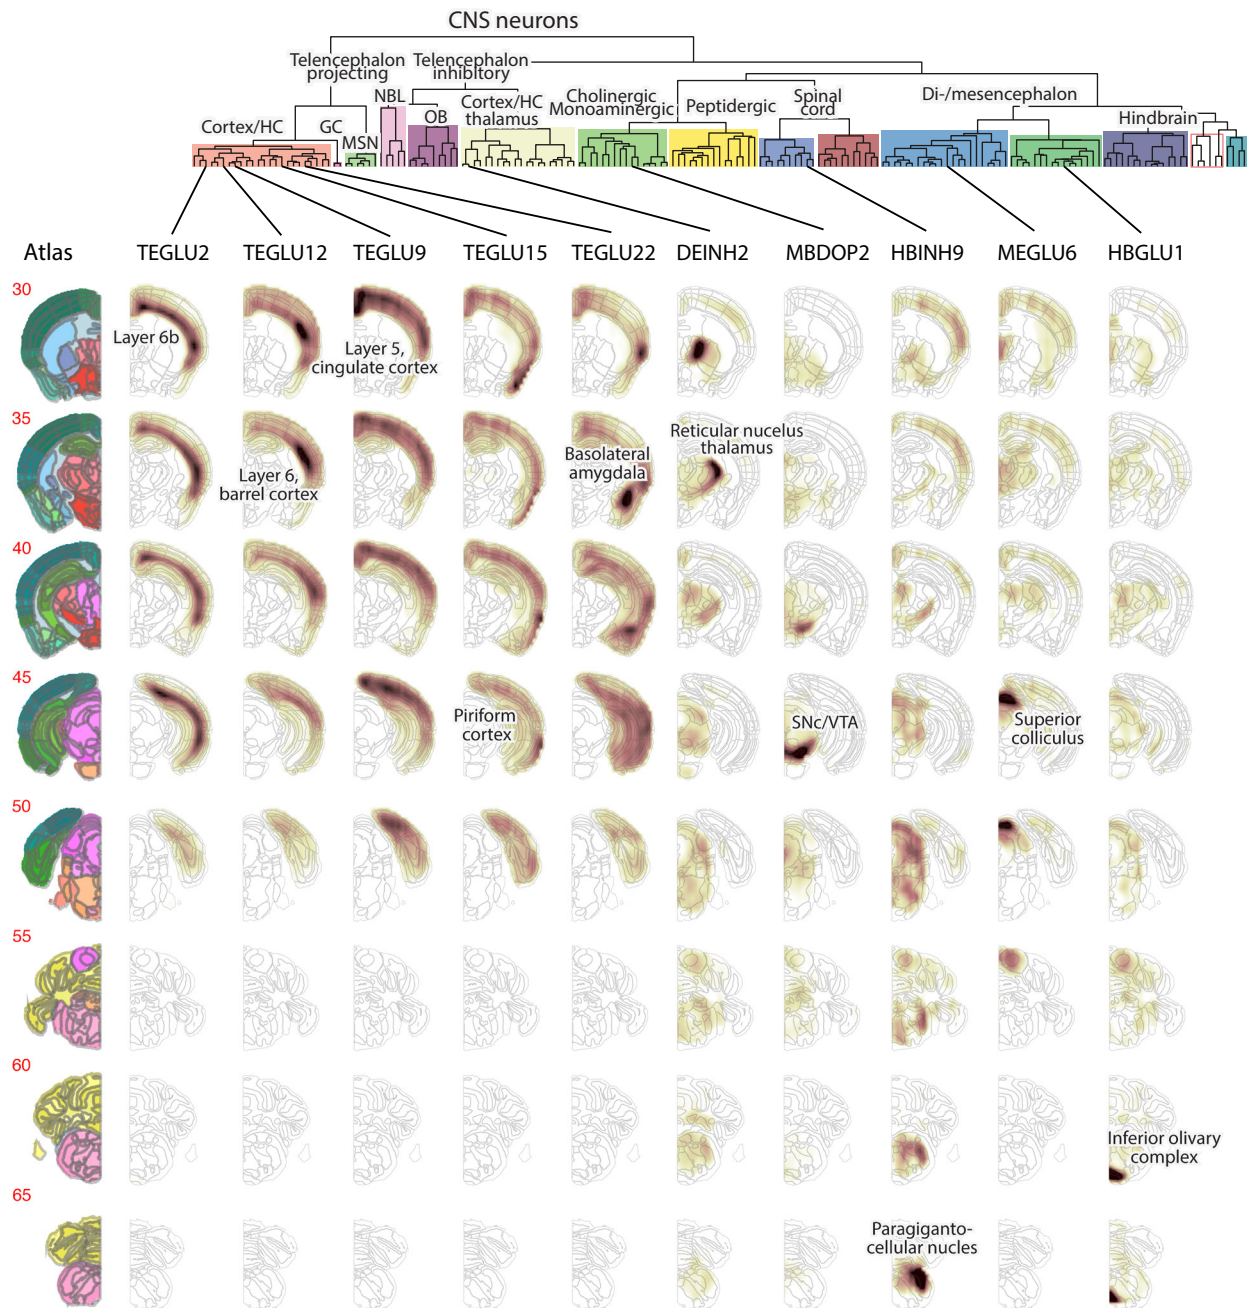 CNS neurons
Telencephalon
projecting
Telencephalon
inhibitory
NBL
OB
Cortex/HC
thalamus
Cholinergic
Monoaminergic
Peptidergic
Spinal
cord
Di-/mesencephalon
Hindbrain
Cortex/HC
GC
MSN
Atlas
TEGLU2
TEGLU12
TEGLU9
TEGLU15
TEGLU22
DEINH2
MBDOP2
HBINH9
MEGLU6
HBGLU1
30
Layer 6b
Layer 5,
cingulate cortex
35
Layer 6,
barrel cortex
Basolateral
amygdala
Reticular nucelus
thalamus
40
45
Piriform
cortex
SNc/VTA
Superior
colliculus
50
55
60
Inferior olivary
complex
65
Paragiganto-
cellular nucles